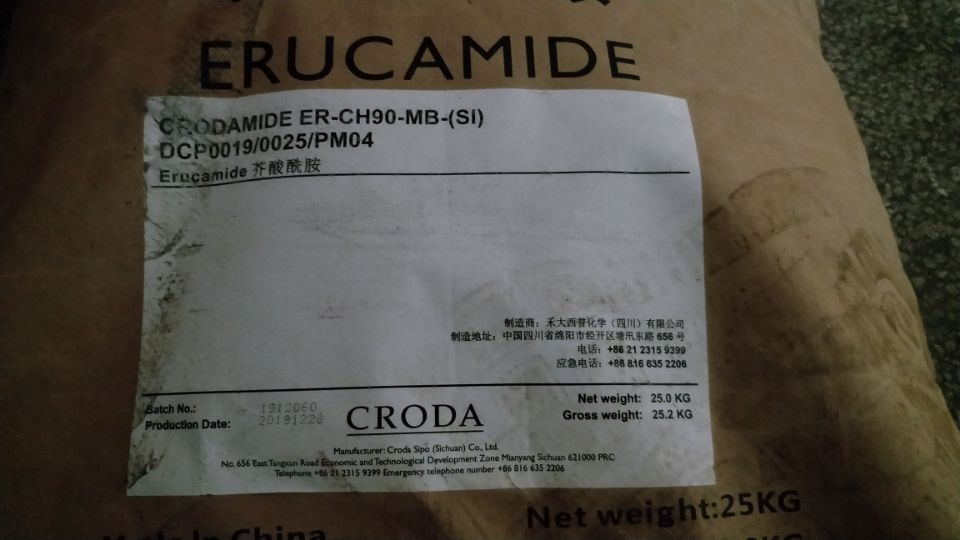 ERUCAMIDE
CRODAMIDE ER-CH90-MB-(SI)
DCP0019/0025/PM04
Erucamide 芥酸酰胺
制造商：禾大西普化学（四川）有限公司
制造地址：中国四川省绵阳市经开区塘汛东路 656 号
电话：+86 21 2315 9399
应急电话：+86 816 635 2206
Batch No.: 1912060
Production Date: 20191228
CRODA
Net weight: 25.0 KG
Gross weight: 25.2 KG
Manufacturer: Croda Sipo (Sichuan) Co., Ltd.
No. 656 East Tangxun Road Economic and Technological Development Zone Mianyang Sichuan 621000 PRC
Telephone +86 21 2315 9399 Emergency telephone number +86 816 635 2206
Net weight:25KG
In China